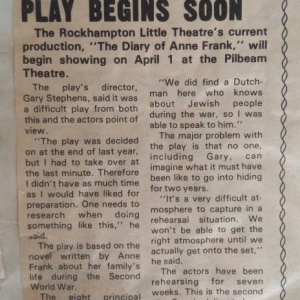 PLAY BEGINS SOON
The Rockhampton Little Theatre's current
production, "The Diary of Anne Frank," will
begin showing on April 1 at the Pilbeam
Theatre.
The play's director,
Gary Stephens, said it was
a difficult play from both
this and the actors point of
view.
"The play was decided
on at the end of last year,
but I had to take over at
the last minute. Therefore
I didn't have as much time
as I would have liked for
preparation. One needs to
research when doing
something like this," he
said.
The play is based on the
novel written by Anne
Frank about her family's
life during the Second
World War.
The eight principal
"We did find a Dutch-
man here who knows
about Jewish people
during the war, so I was
able to speak to him."
The major problem with
the play is that no one,
including Gary, can
imagine what it must have
been like to go into hiding
for two years.
"It's a very difficult at-
mosphere to capture in a
rehearsal situation. We
won't be able to get the
right atmosphere until we
actually get onto the set,"
he said.
The actors have been
rehearsing for seven
weeks. This is the second